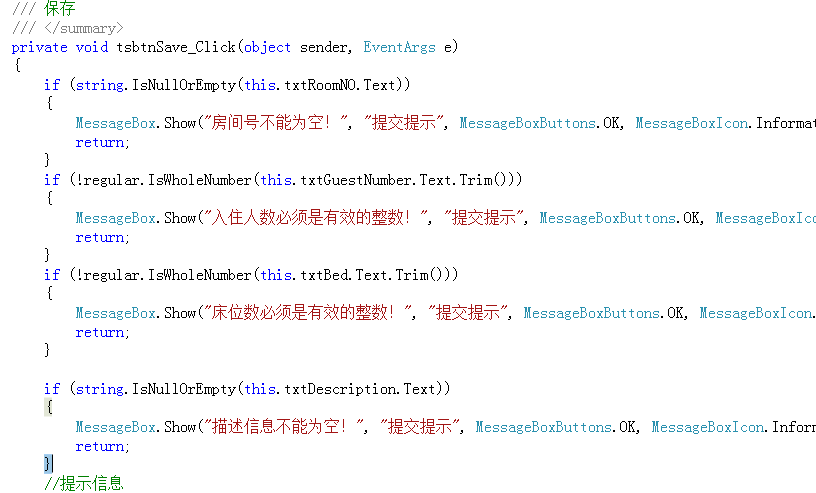 /// 保存
/// </summary>
private void tsbtnSave_Click(object sender, EventArgs e)
{
if (string.IsNullOrEmpty(this.txtRoomNO.Text))
{
MessageBox.Show("房间号不能为空！", "提交提示", MessageBoxButtons.OK, MessageBoxIcon.Informat
return;
}
if (!regular.IsWholeNumber(this.txtGuestNumber.Text.Trim()))
{
MessageBox.Show("入住人数必须是有效的整数！", "提交提示", MessageBoxButtons.OK, MessageBoxIco
return;
}
if (!regular.IsWholeNumber(this.txtBed.Text.Trim()))
{
MessageBox.Show("床位数必须是有效的整数！", "提交提示", MessageBoxButtons.OK, MessageBoxIcon.
return;
}
if (string.IsNullOrEmpty(this.txtDescription.Text))
{
MessageBox.Show("描述信息不能为空！", "提交提示", MessageBoxButtons.OK, MessageBoxIcon.Inform
return;
}
//提示信息